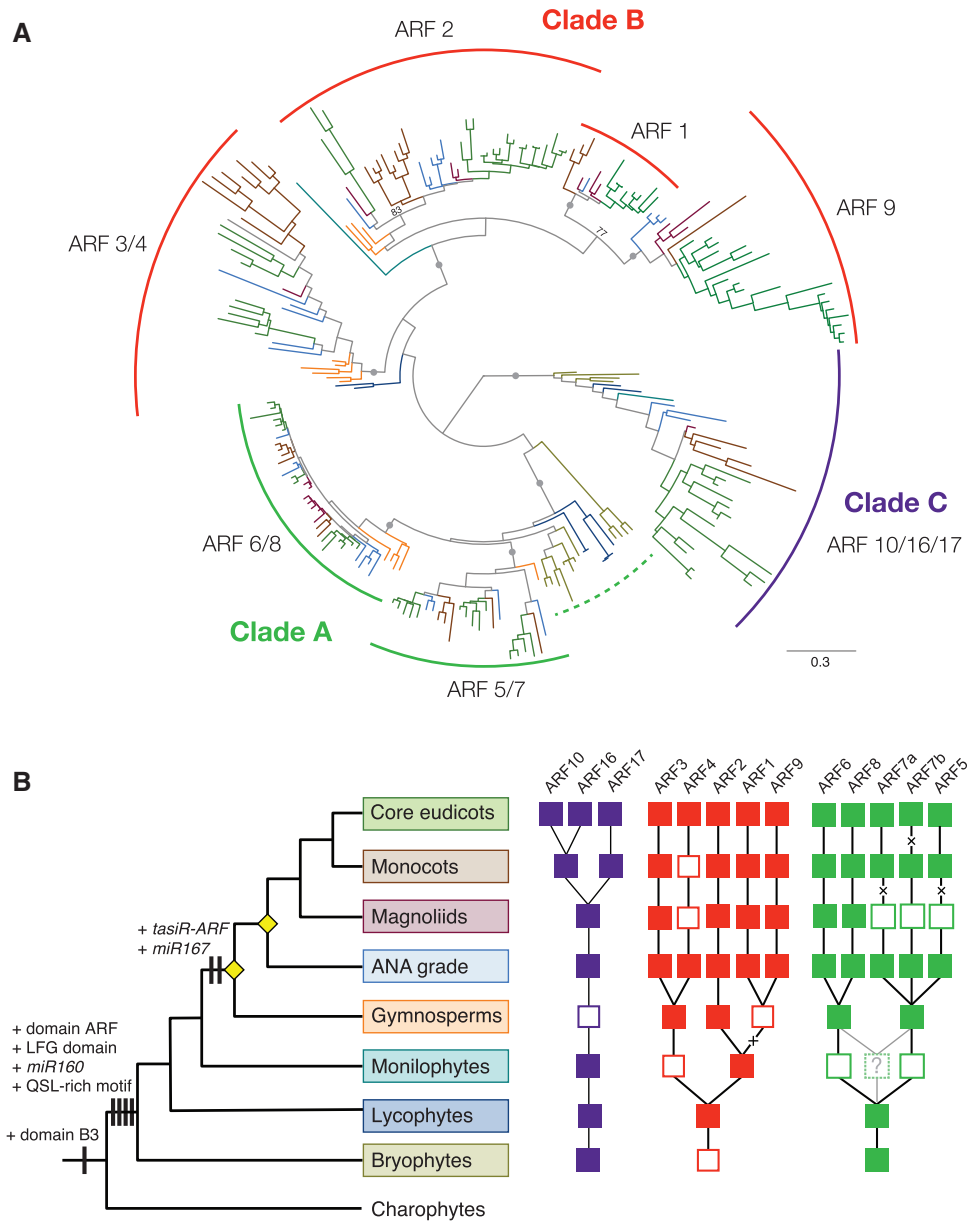 A
ARF 2
Clade B
ARF 1
ARF 9
ARF 3/4
83
77
Clade C
ARF 10/16/17
ARF 6/8
Clade A
ARF 5/7
0.3
B
ARF10
ARF16
ARF17
ARF3
ARF4
ARF2
ARF1
ARF9
ARF6
ARF8
ARF7a
ARF7b
ARF5
Core eudicots
×
Monocots
×
×
Magnoliids
+ tasiR-ARF
+ miR167
ANA grade
Gymnosperms
+
+ domain ARF
+ LFG domain
+ miR160
+ QSL-rich motif
Monilophytes
?
Lycophytes
+ domain B3
Bryophytes
Charophytes